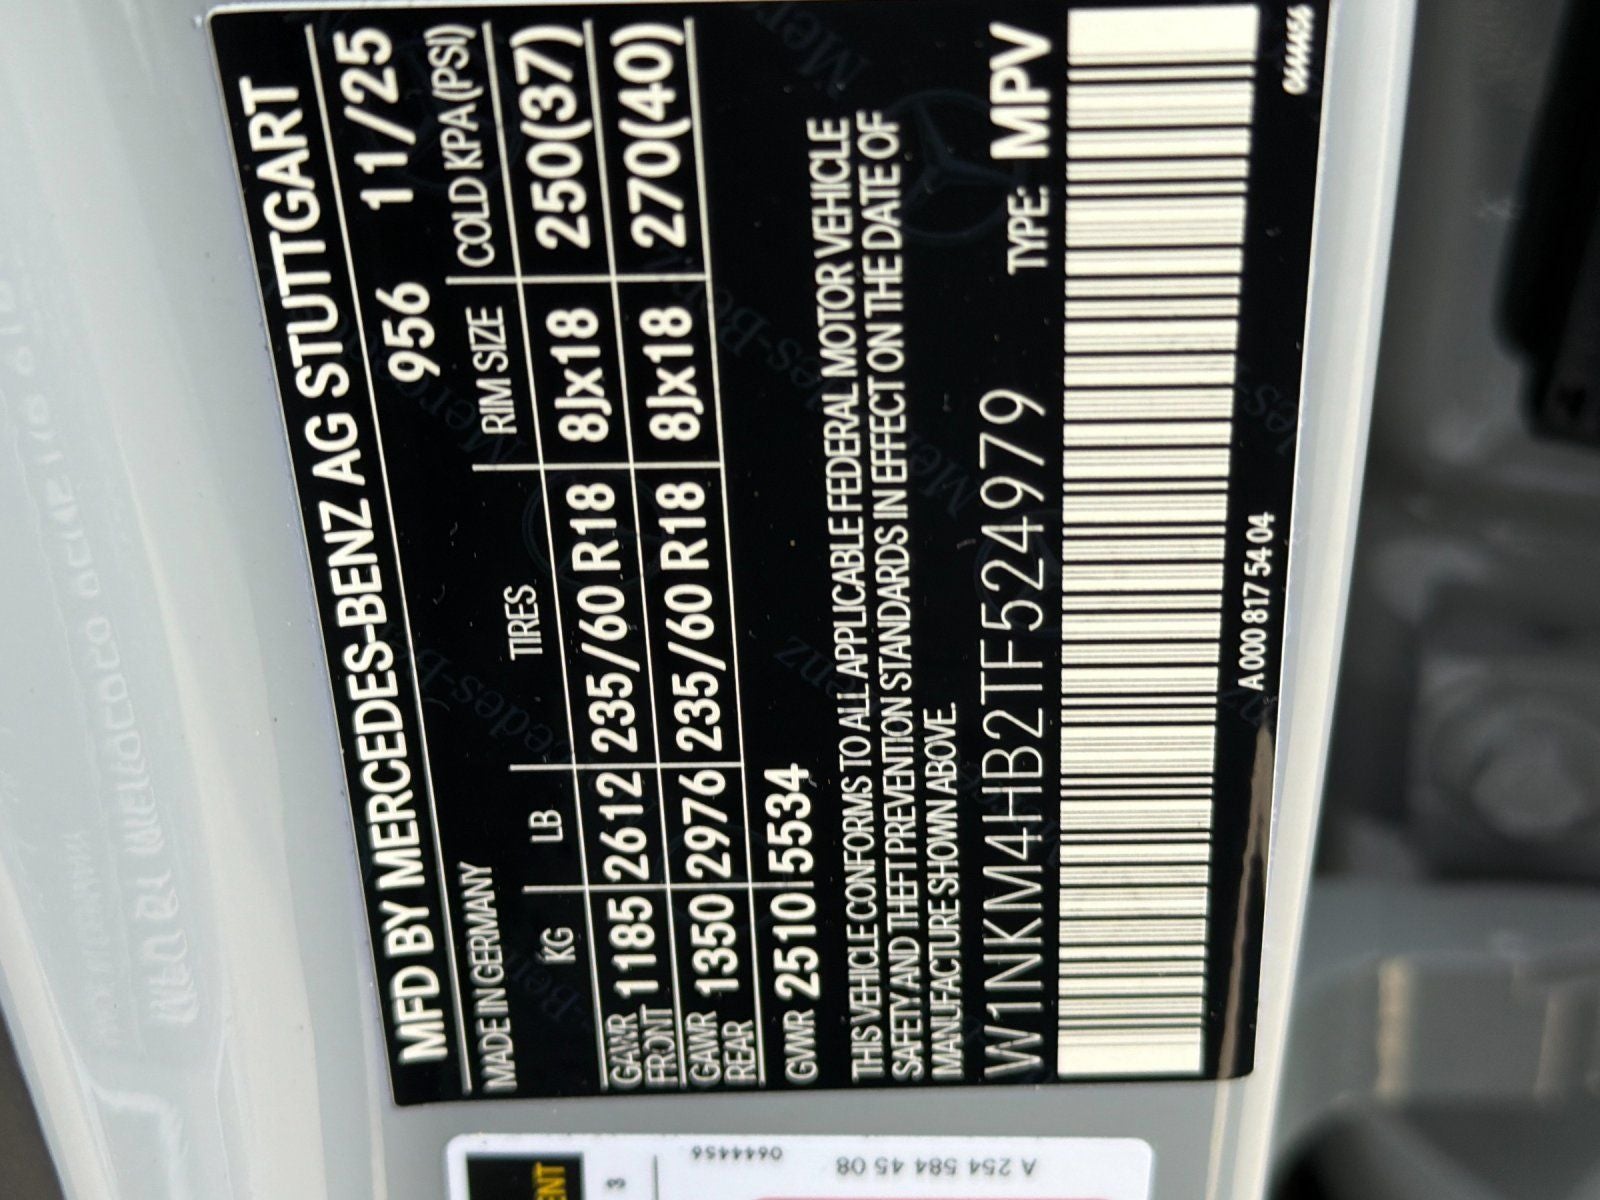 MFD BY MERCEDES-BENZ AG STUTTGART
MADE IN GERMANY 956 11/25
KG LB TIRES RIM SIZE COLD KPA(PSI)
GAWR FRONT 1185 2612 235/60 R18 8Jx18 250(37)
GAWR REAR 1350 2976 235/60 R18 8Jx18 270(40)
GVWR 2510 5534
THIS VEHICLE CONFORMS TO ALL APPLICABLE FEDERAL MOTOR VEHICLE
SAFETY AND THEFT PREVENTION STANDARDS IN EFFECT ON THE DATE OF
MANUFACTURE SHOWN ABOVE.
W1NKM4HB2TF524979 TYPE: MPV
A 000 817 54 04
0644456
0644456
A 254 584 45 08
3